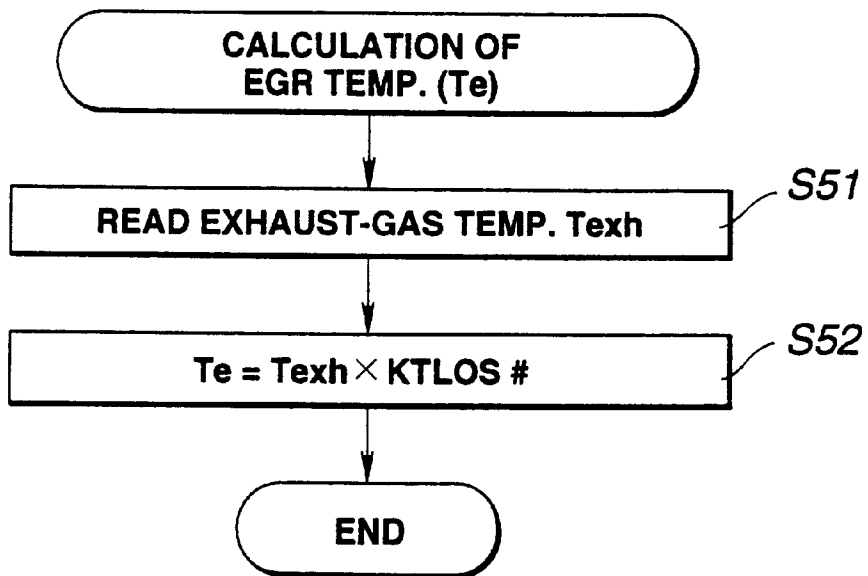 CALCULATION OF
EGR TEMP. (Te)
READ EXHAUST-GAS TEMP. Texh
S51
Te = Texh × KTLOS #
S52
END